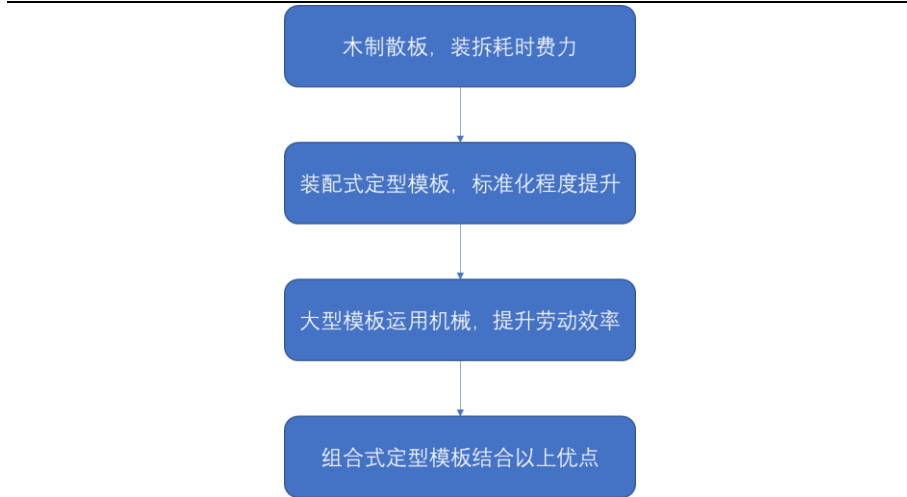 木制散板，装拆耗时费力
装配式定型模板，标准化程度提升
大型模板运用机械，提升劳动效率
组合式定型模板结合以上优点